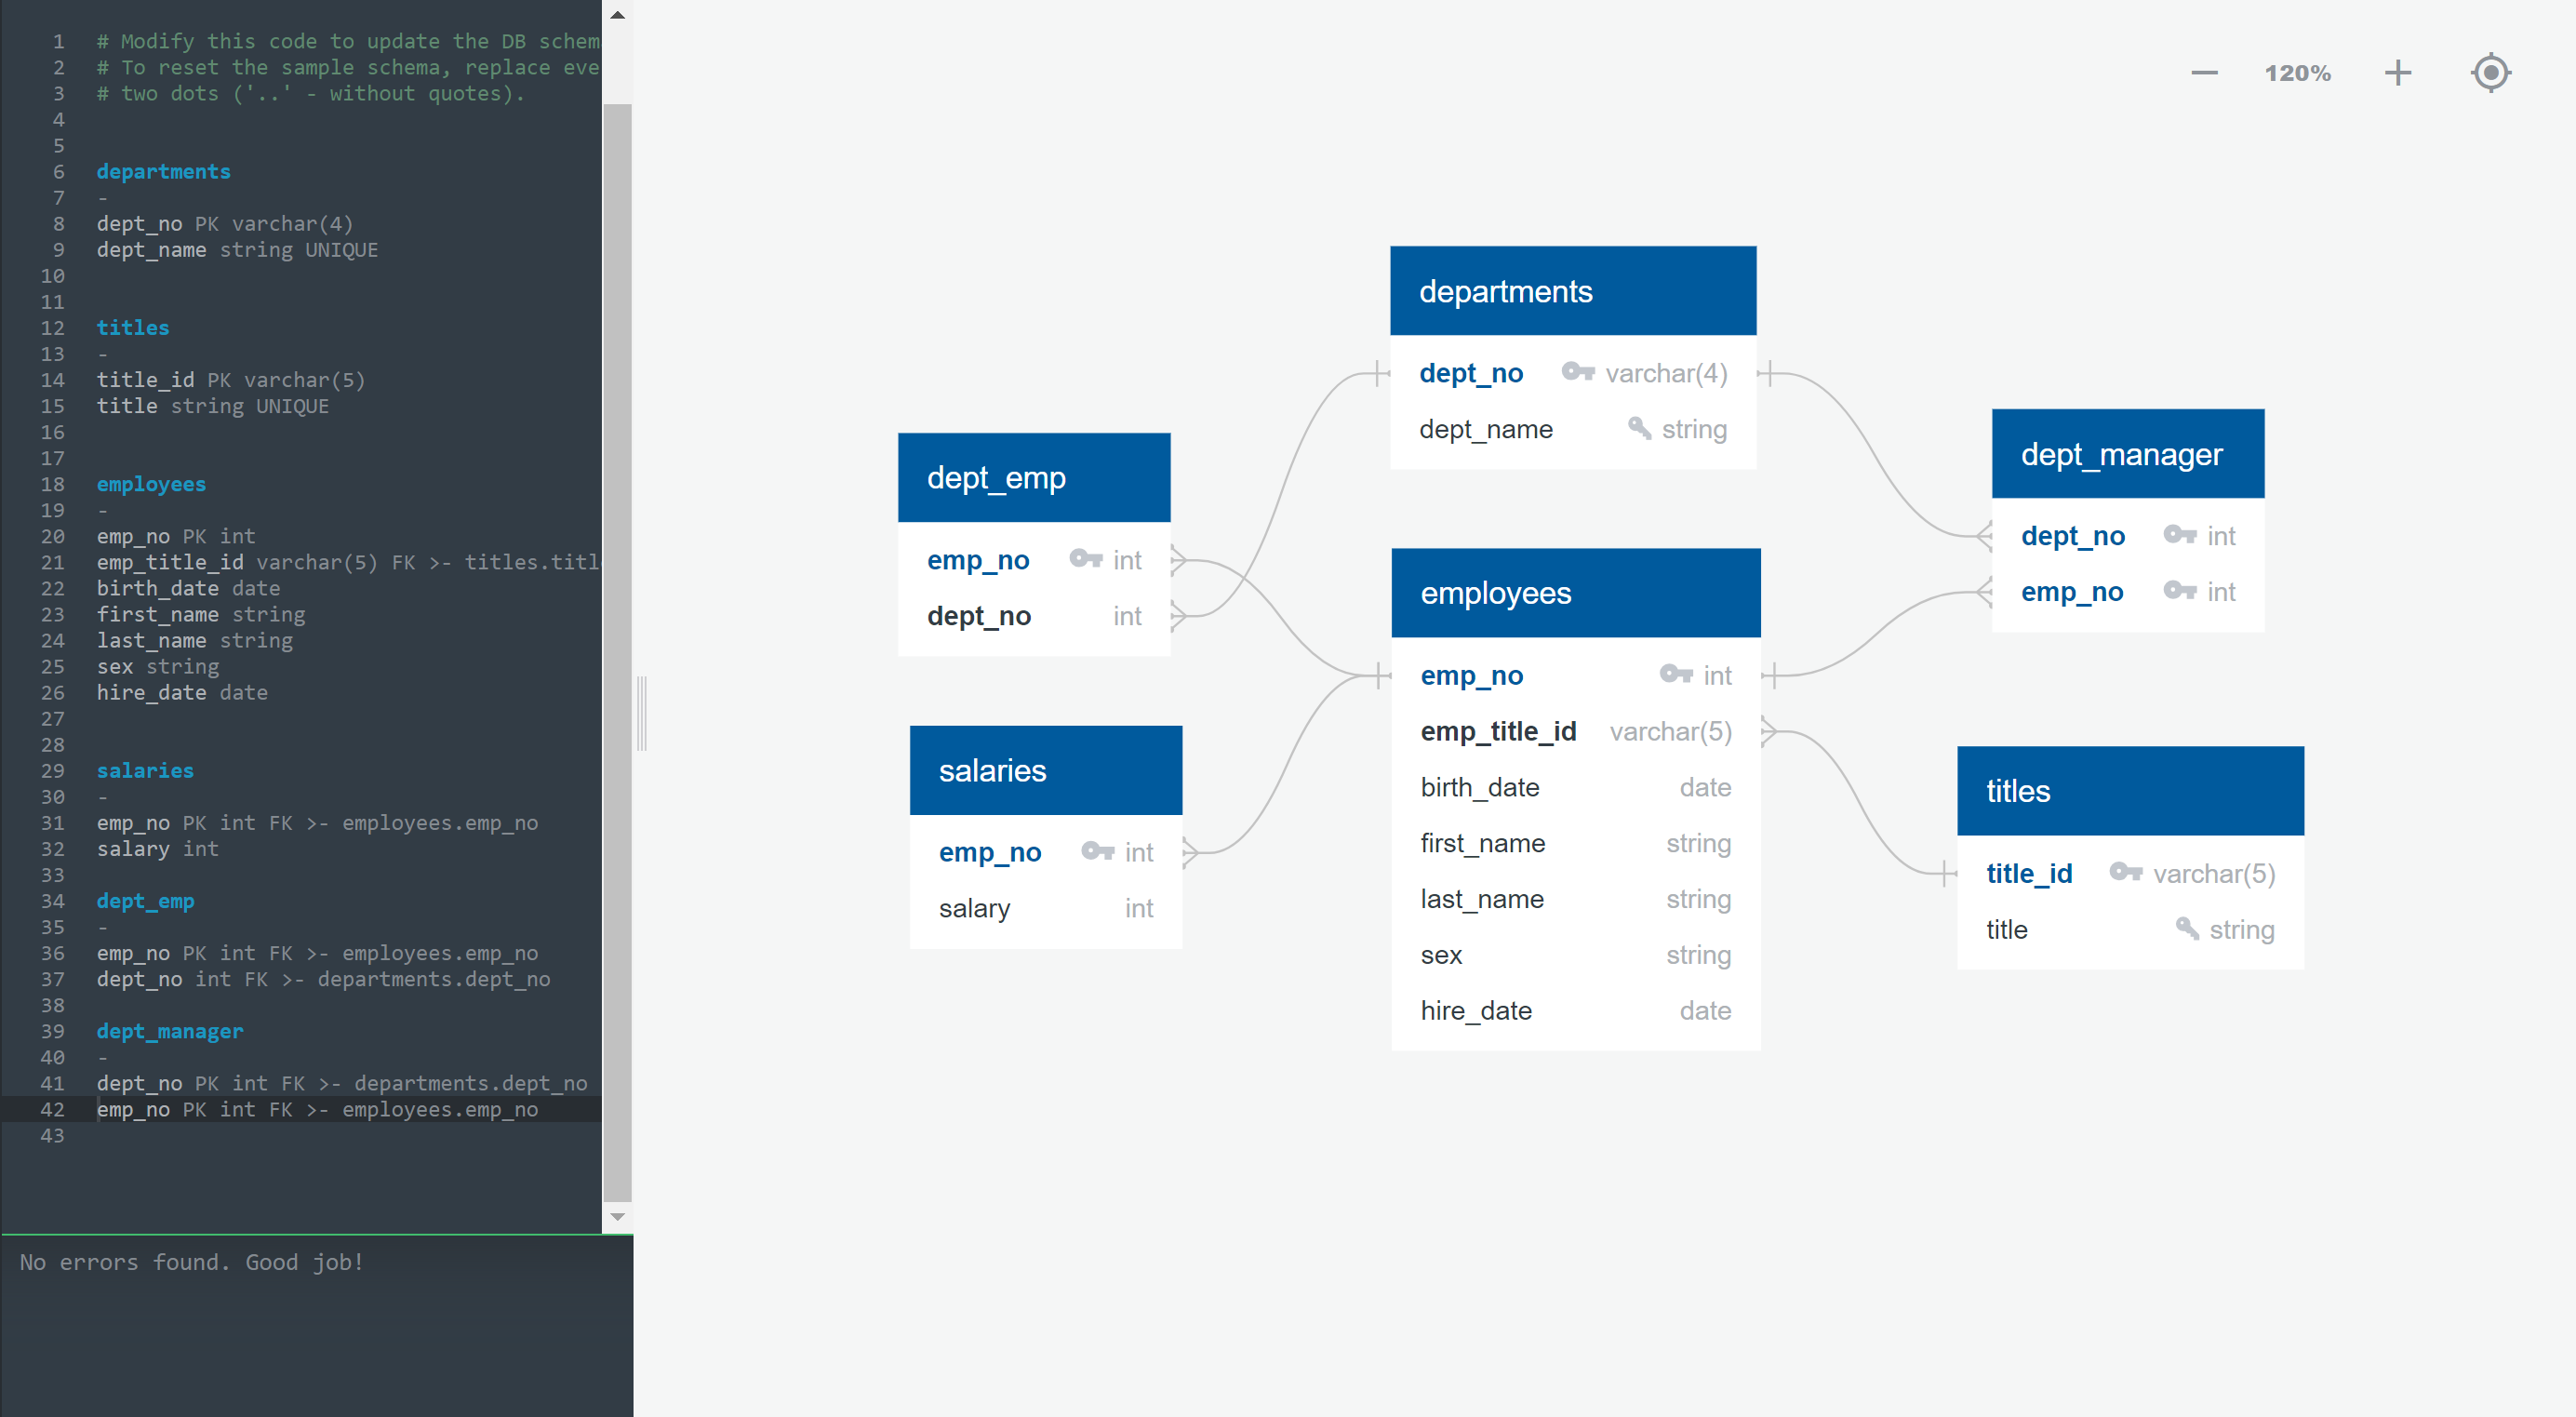 1 # Modify this code to update the DB schem
2 # To reset the sample schema, replace eve
3 # two dots ('..' - without quotes).
4
5
6 departments
7 -
8 dept_no PK varchar(4)
9 dept_name string UNIQUE
10
11
12 titles
13 -
14 title_id PK varchar(5)
15 title string UNIQUE
16
17
18 employees
19 -
20 emp_no PK int
21 emp_title_id varchar(5) FK >- titles.titl
22 birth_date date
23 first_name string
24 last_name string
25 sex string
26 hire_date date
27
28
29 salaries
30 -
31 emp_no PK int FK >- employees.emp_no
32 salary int
33
34 dept_emp
35 -
36 emp_no PK int FK >- employees.emp_no
37 dept_no int FK >- departments.dept_no
38
39 dept_manager
40 -
41 dept_no PK int FK >- departments.dept_no
42 emp_no PK int FK >- employees.emp_no
43
No errors found. Good job!
120%
departments
dept_no varchar(4)
dept_name string
dept_emp
emp_no int
dept_no int
dept_manager
dept_no int
emp_no int
employees
emp_no int
emp_title_id varchar(5)
birth_date date
first_name string
last_name string
sex string
hire_date date
salaries
emp_no int
salary int
titles
title_id varchar(5)
title string